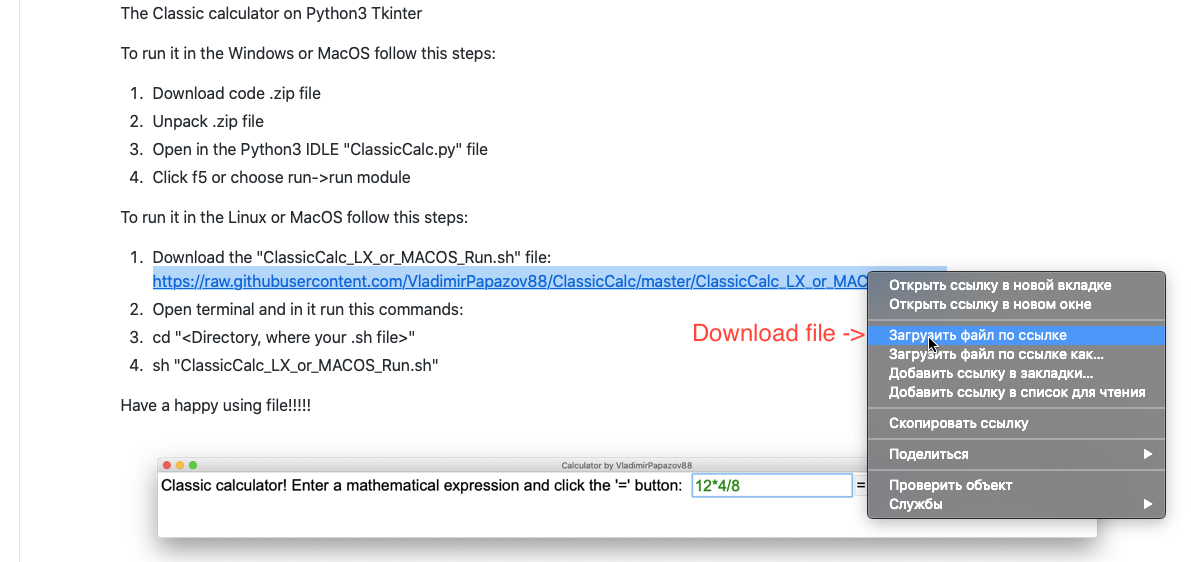 The Classic calculator on Python3 Tkinter
To run it in the Windows or MacOS follow this steps:
1. Download code .zip file
2. Unpack .zip file
3. Open in the Python3 IDLE "ClassicCalc.py" file
4. Click f5 or choose run->run module
To run it in the Linux or MacOS follow this steps:
1. Download the "ClassicCalc_LX_or_MACOS_Run.sh" file:
https://raw.githubusercontent.com/VladimirPapazov88/ClassicCalc/master/ClassicCalc_LX_or_MAC
2. Open terminal and in it run this commands:
3. cd "<Directory, where your .sh file>"
4. sh "ClassicCalc_LX_or_MACOS_Run.sh"
Have a happy using file!!!!!
Download file ->
Открыть ссылку в новой вкладке
Открыть ссылку в новом окне
Загрузить файл по ссылке
Загрузить файл по ссылке как...
Добавить ссылку в закладки...
Добавить ссылку в список для чтения
Скопировать ссылку
Поделиться
Проверить объект
Службы
Calculator by VladimirPapazov88
Classic calculator! Enter a mathematical expression and click the '=' button: 12*4/8 =